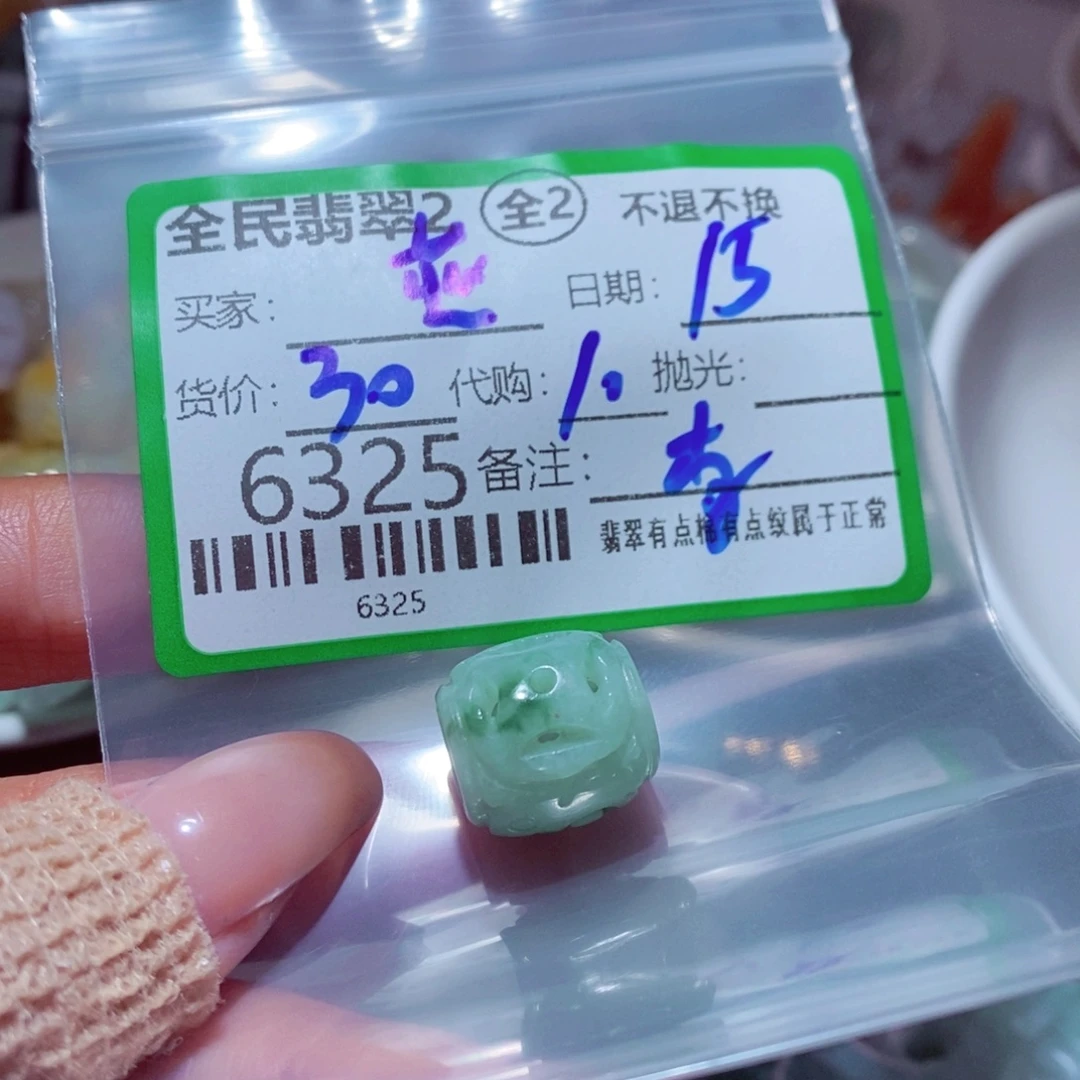 全民翡翠2 全2 不退不换
买家： 日期：15
货价：30 代购：1. 抛光：
6325 备注：有
翡翠有点棉有点纹属于正常
6325